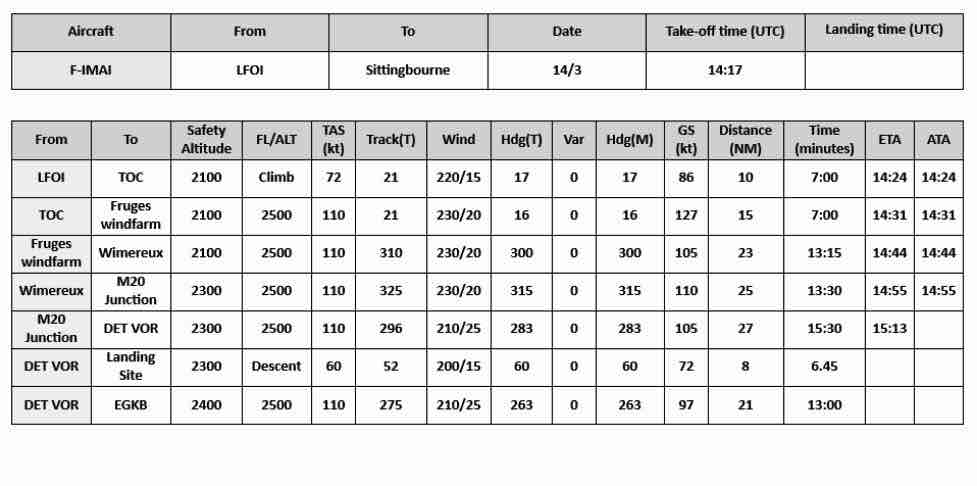 Aircraft From To Date Take-off time (UTC) Landing time (UTC)
F-IMAI LFOI Sittingbourne 14/3 14:17
From To Safety Altitude FL/ALT TAS (kt) Track(T) Wind Hdg(T) Var Hdg(M) GS (kt) Distance (NM) Time (minutes) ETA ATA
LFOI TOC 2100 Climb 72 21 220/15 17 0 17 86 10 7:00 14:24 14:24
TOC Fruges windfarm 2100 2500 110 21 230/20 16 0 16 127 15 7:00 14:31 14:31
Fruges windfarm Wimereux 2100 2500 110 310 230/20 300 0 300 105 23 13:15 14:44 14:44
Wimereux M20 Junction 2300 2500 110 325 230/20 315 0 315 110 25 13:30 14:55 14:55
M20 Junction DET VOR 2300 2500 110 296 210/25 283 0 283 105 27 15:30 15:13
DET VOR Landing Site 2300 Descent 60 52 200/15 60 0 60 72 8 6.45
DET VOR EGKB 2400 2500 110 275 210/25 263 0 263 97 21 13:00